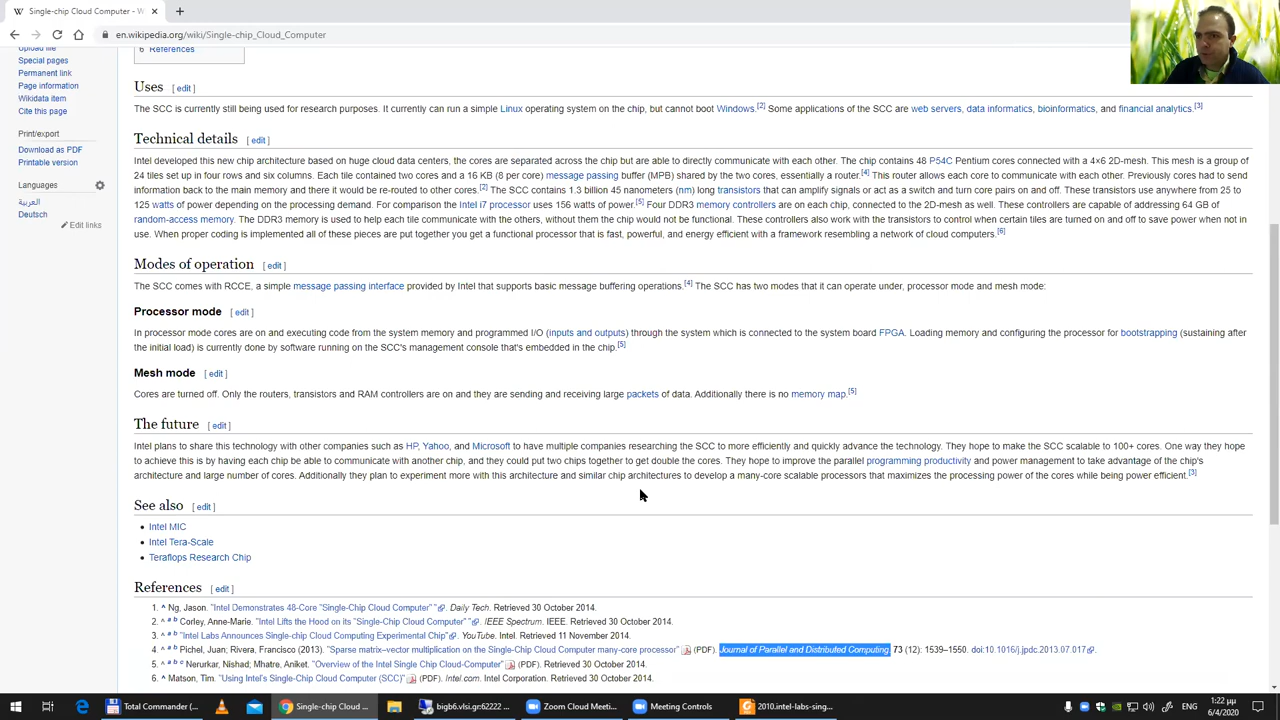 Single-chip Cloud Computer - W
en.wikipedia.org/wiki/Single-chip_Cloud_Computer
Upload file
Special pages
Permanent link
Page information
Wikidata item
Cite this page
Print/export
Download as PDF
Printable version
Languages
العربية
Deutsch
Edit links
6 References
Uses [ edit ]
The SCC is currently still being used for research purposes. It currently can run a simple Linux operating system on the chip, but cannot boot Windows.[2] Some applications of the SCC are web servers, data informatics, bioinformatics, and financial analytics.[3]
Technical details [ edit ]
Intel developed this new chip architecture based on huge cloud data centers, the cores are separated across the chip but are able to directly communicate with each other. The chip contains 48 P54C Pentium cores connected with a 4×6 2D-mesh. This mesh is a group of
24 tiles set up in four rows and six columns. Each tile contained two cores and a 16 KB (8 per core) message passing buffer (MPB) shared by the two cores, essentially a router.[4] This router allows each core to communicate with each other. Previously cores had to send
information back to the main memory and there it would be re-routed to other cores.[2] The SCC contains 1.3 billion 45 nanometers (nm) long transistors that can amplify signals or act as a switch and turn core pairs on and off. These transistors use anywhere from 25 to
125 watts of power depending on the processing demand. For comparison the Intel i7 processor uses 156 watts of power.[5] Four DDR3 memory controllers are on each chip, connected to the 2D-mesh as well. These controllers are capable of addressing 64 GB of
random-access memory. The DDR3 memory is used to help each tile communicate with the others, without them the chip would not be functional. These controllers also work with the transistors to control when certain tiles are turned on and off to save power when not in
use. When proper coding is implemented all of these pieces are put together you get a functional processor that is fast, powerful, and energy efficient with a framework resembling a network of cloud computers.[6]
Modes of operation [ edit ]
The SCC comes with RCCE, a simple message passing interface provided by Intel that supports basic message buffering operations.[4] The SCC has two modes that it can operate under, processor mode and mesh mode:
Processor mode [ edit ]
In processor mode cores are on and executing code from the system memory and programmed I/O (inputs and outputs) through the system which is connected to the system board FPGA. Loading memory and configuring the processor for bootstrapping (sustaining after
the initial load) is currently done by software running on the SCC's management console that's embedded in the chip.[5]
Mesh mode [ edit ]
Cores are turned off. Only the routers, transistors and RAM controllers are on and they are sending and receiving large packets of data. Additionally there is no memory map.[5]
The future [ edit ]
Intel plans to share this technology with other companies such as HP, Yahoo, and Microsoft to have multiple companies researching the SCC to more efficiently and quickly advance the technology. They hope to make the SCC scalable to 100+ cores. One way they hope
to achieve this is by having each chip be able to communicate with another chip, and they could put two chips together to get double the cores. They hope to improve the parallel programming productivity and power management to take advantage of the chip's
architecture and large number of cores. Additionally they plan to experiment more with this architecture and similar chip architectures to develop a many-core scalable processors that maximizes the processing power of the cores while being power efficient.[3]
See also [ edit ]
• Intel MIC
• Intel Tera-Scale
• Teraflops Research Chip
References [ edit ]
1. ^ Ng, Jason. "Intel Demonstrates 48-Core "Single-Chip Cloud Computer" ". Daily Tech. Retrieved 30 October 2014.
2. ^ a b Corley, Anne-Marie. "Intel Lifts the Hood on its "Single-Chip Cloud Computer" ". IEEE Spectrum. IEEE. Retrieved 30 October 2014.
3. ^ a b "Intel Labs Announces Single-chip Cloud Computing Experimental Chip". YouTube. Intel. Retrieved 11 November 2014.
4. ^ a b Pichel, Juan; Rivera, Francisco (2013). "Sparse matrix–vector multiplication on the Single-Chip Cloud Computer many-core processor" (PDF). Journal of Parallel and Distributed Computing. 73 (12): 1539–1550. doi:10.1016/j.jpdc.2013.07.017.
5. ^ a b c Nerurkar, Nishad; Mhatre, Aniket. "Overview of the Intel Single Chip Cloud-Computer" (PDF). Retrieved 30 October 2014.
6. ^ Matson, Tim. "Using Intel's Single-Chip Cloud Computer (SCC)" (PDF). Intel.com. Intel Corporation. Retrieved 30 October 2014.
Total Commander (...
Single-chip Cloud ...
bigb6.vlsi.gr:62222 ...
Zoom Cloud Meeti...
Meeting Controls
2010.intel-labs-sing...
ENG
1:22 μμ
6/4/2020